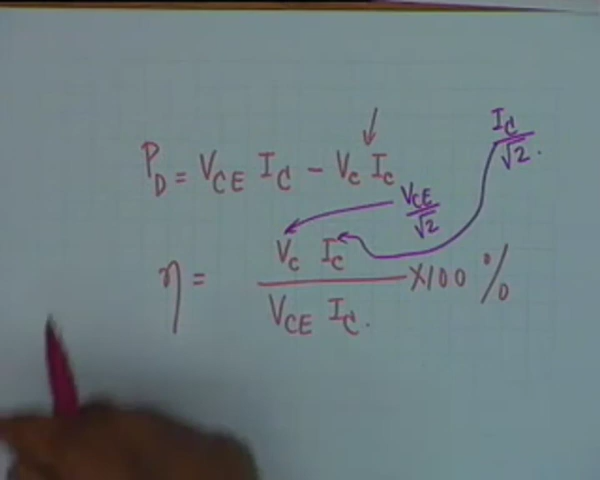 P_D = V_CE I_C - V_c I_c
I_C/√2.
V_CE/√2
η = V_c I_c / V_CE I_C. × 100 %